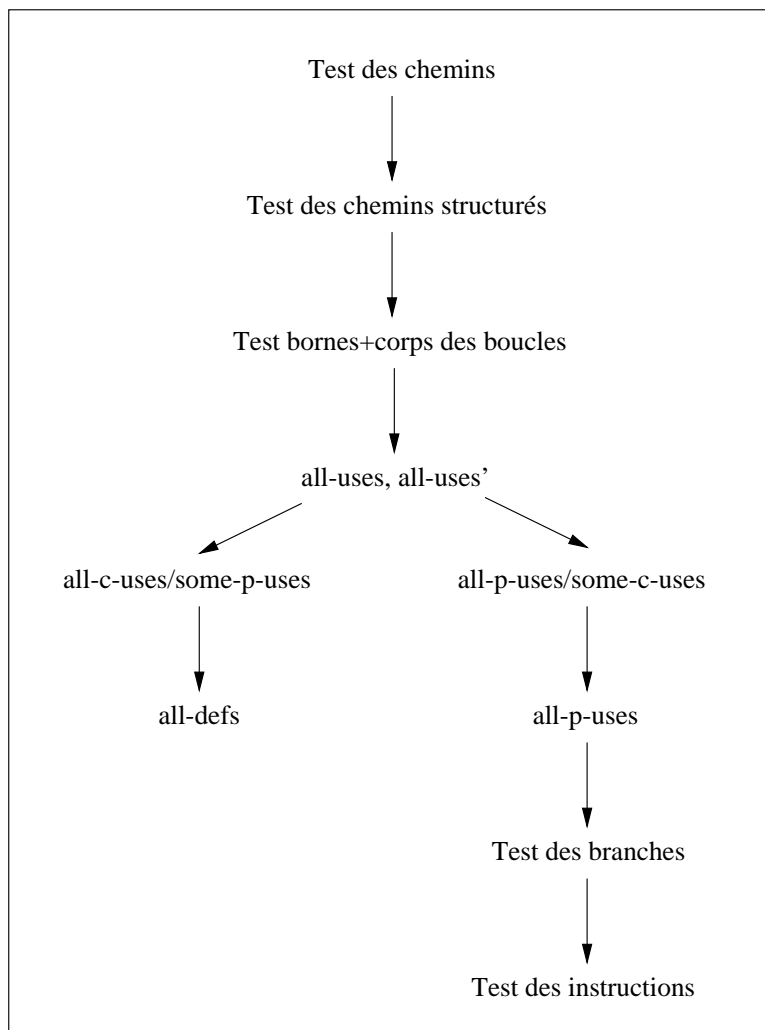 Test des chemins
Test des chemins structurés
Test bornes+corps des boucles
all-uses, all-uses’
all-c-uses/some-p-uses
all-p-uses/some-c-uses
all-defs
all-p-uses
Test des branches
Test des instructions